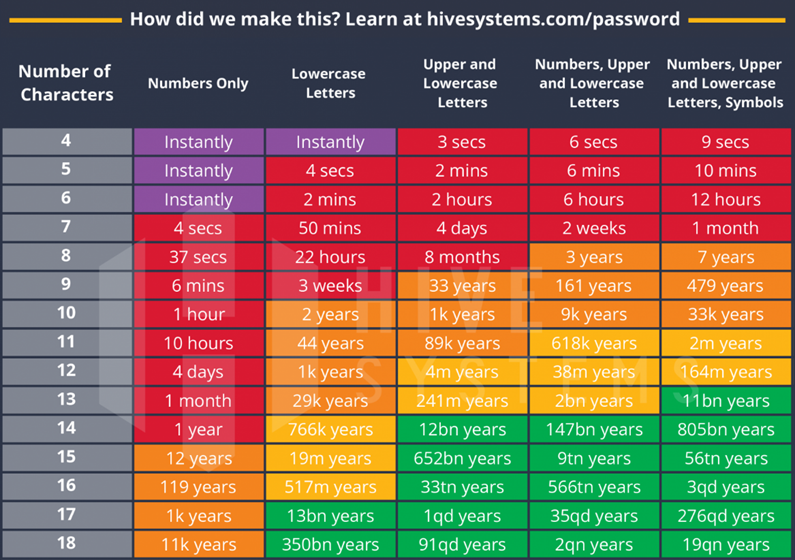 How did we make this? Learn at hivesystems.com/password
Number of Characters | Numbers Only | Lowercase Letters | Upper and Lowercase Letters | Numbers, Upper and Lowercase Letters | Numbers, Upper and Lowercase Letters, Symbols
4 Instantly Instantly 3 secs 6 secs 9 secs
5 Instantly 4 secs 2 mins 6 mins 10 mins
6 Instantly 2 mins 2 hours 6 hours 12 hours
7 4 secs 50 mins 4 days 2 weeks 1 month
8 37 secs 22 hours 8 months 3 years 7 years
9 6 mins 3 weeks 33 years 161 years 479 years
10 1 hour 2 years 1k years 9k years 33k years
11 10 hours 44 years 89k years 618k years 2m years
12 4 days 1k years 4m years 38m years 164m years
13 1 month 29k years 241m years 2bn years 11bn years
14 1 year 766k years 12bn years 147bn years 805bn years
15 12 years 19m years 652bn years 9tn years 56tn years
16 119 years 517m years 33tn years 566tn years 3qd years
17 1k years 13bn years 1qd years 35qd years 276qd years
18 11k years 350bn years 91qd years 2qn years 19qn years
HIVE
SYSTEMS